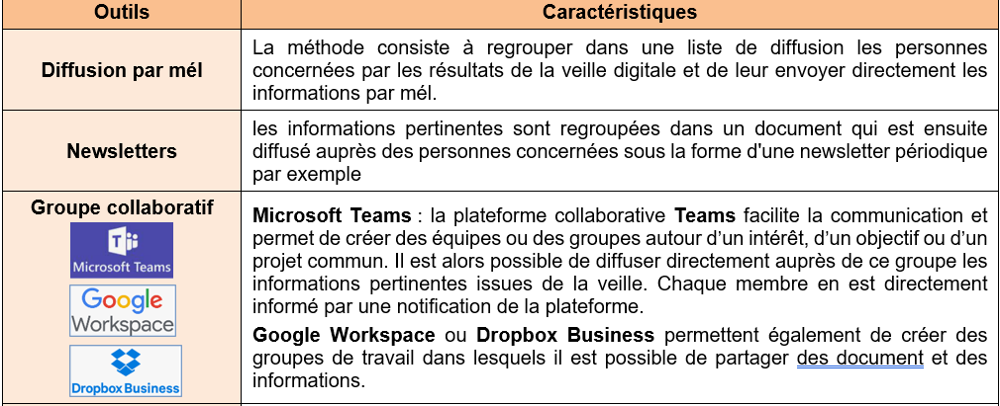 Outils
Caractéristiques
Diffusion par mél
La méthode consiste à regrouper dans une liste de diffusion les personnes
concernées par les résultats de la veille digitale et de leur envoyer directement les
informations par mél.
Newsletters
les informations pertinentes sont regroupées dans un document qui est ensuite
diffusé auprès des personnes concernées sous la forme d'une newsletter périodique
par exemple
Groupe collaboratif
Microsoft Teams
Google
Workspace
Dropbox Business
Microsoft Teams : la plateforme collaborative Teams facilite la communication et
permet de créer des équipes ou des groupes autour d'un intérêt, d'un objectif ou d'un
projet commun. Il est alors possible de diffuser directement auprès de ce groupe les
informations pertinentes issues de la veille. Chaque membre en est directement
informé par une notification de la plateforme.
Google Workspace ou Dropbox Business permettent également de créer des
groupes de travail dans lesquels il est possible de partager des document et des
informations.